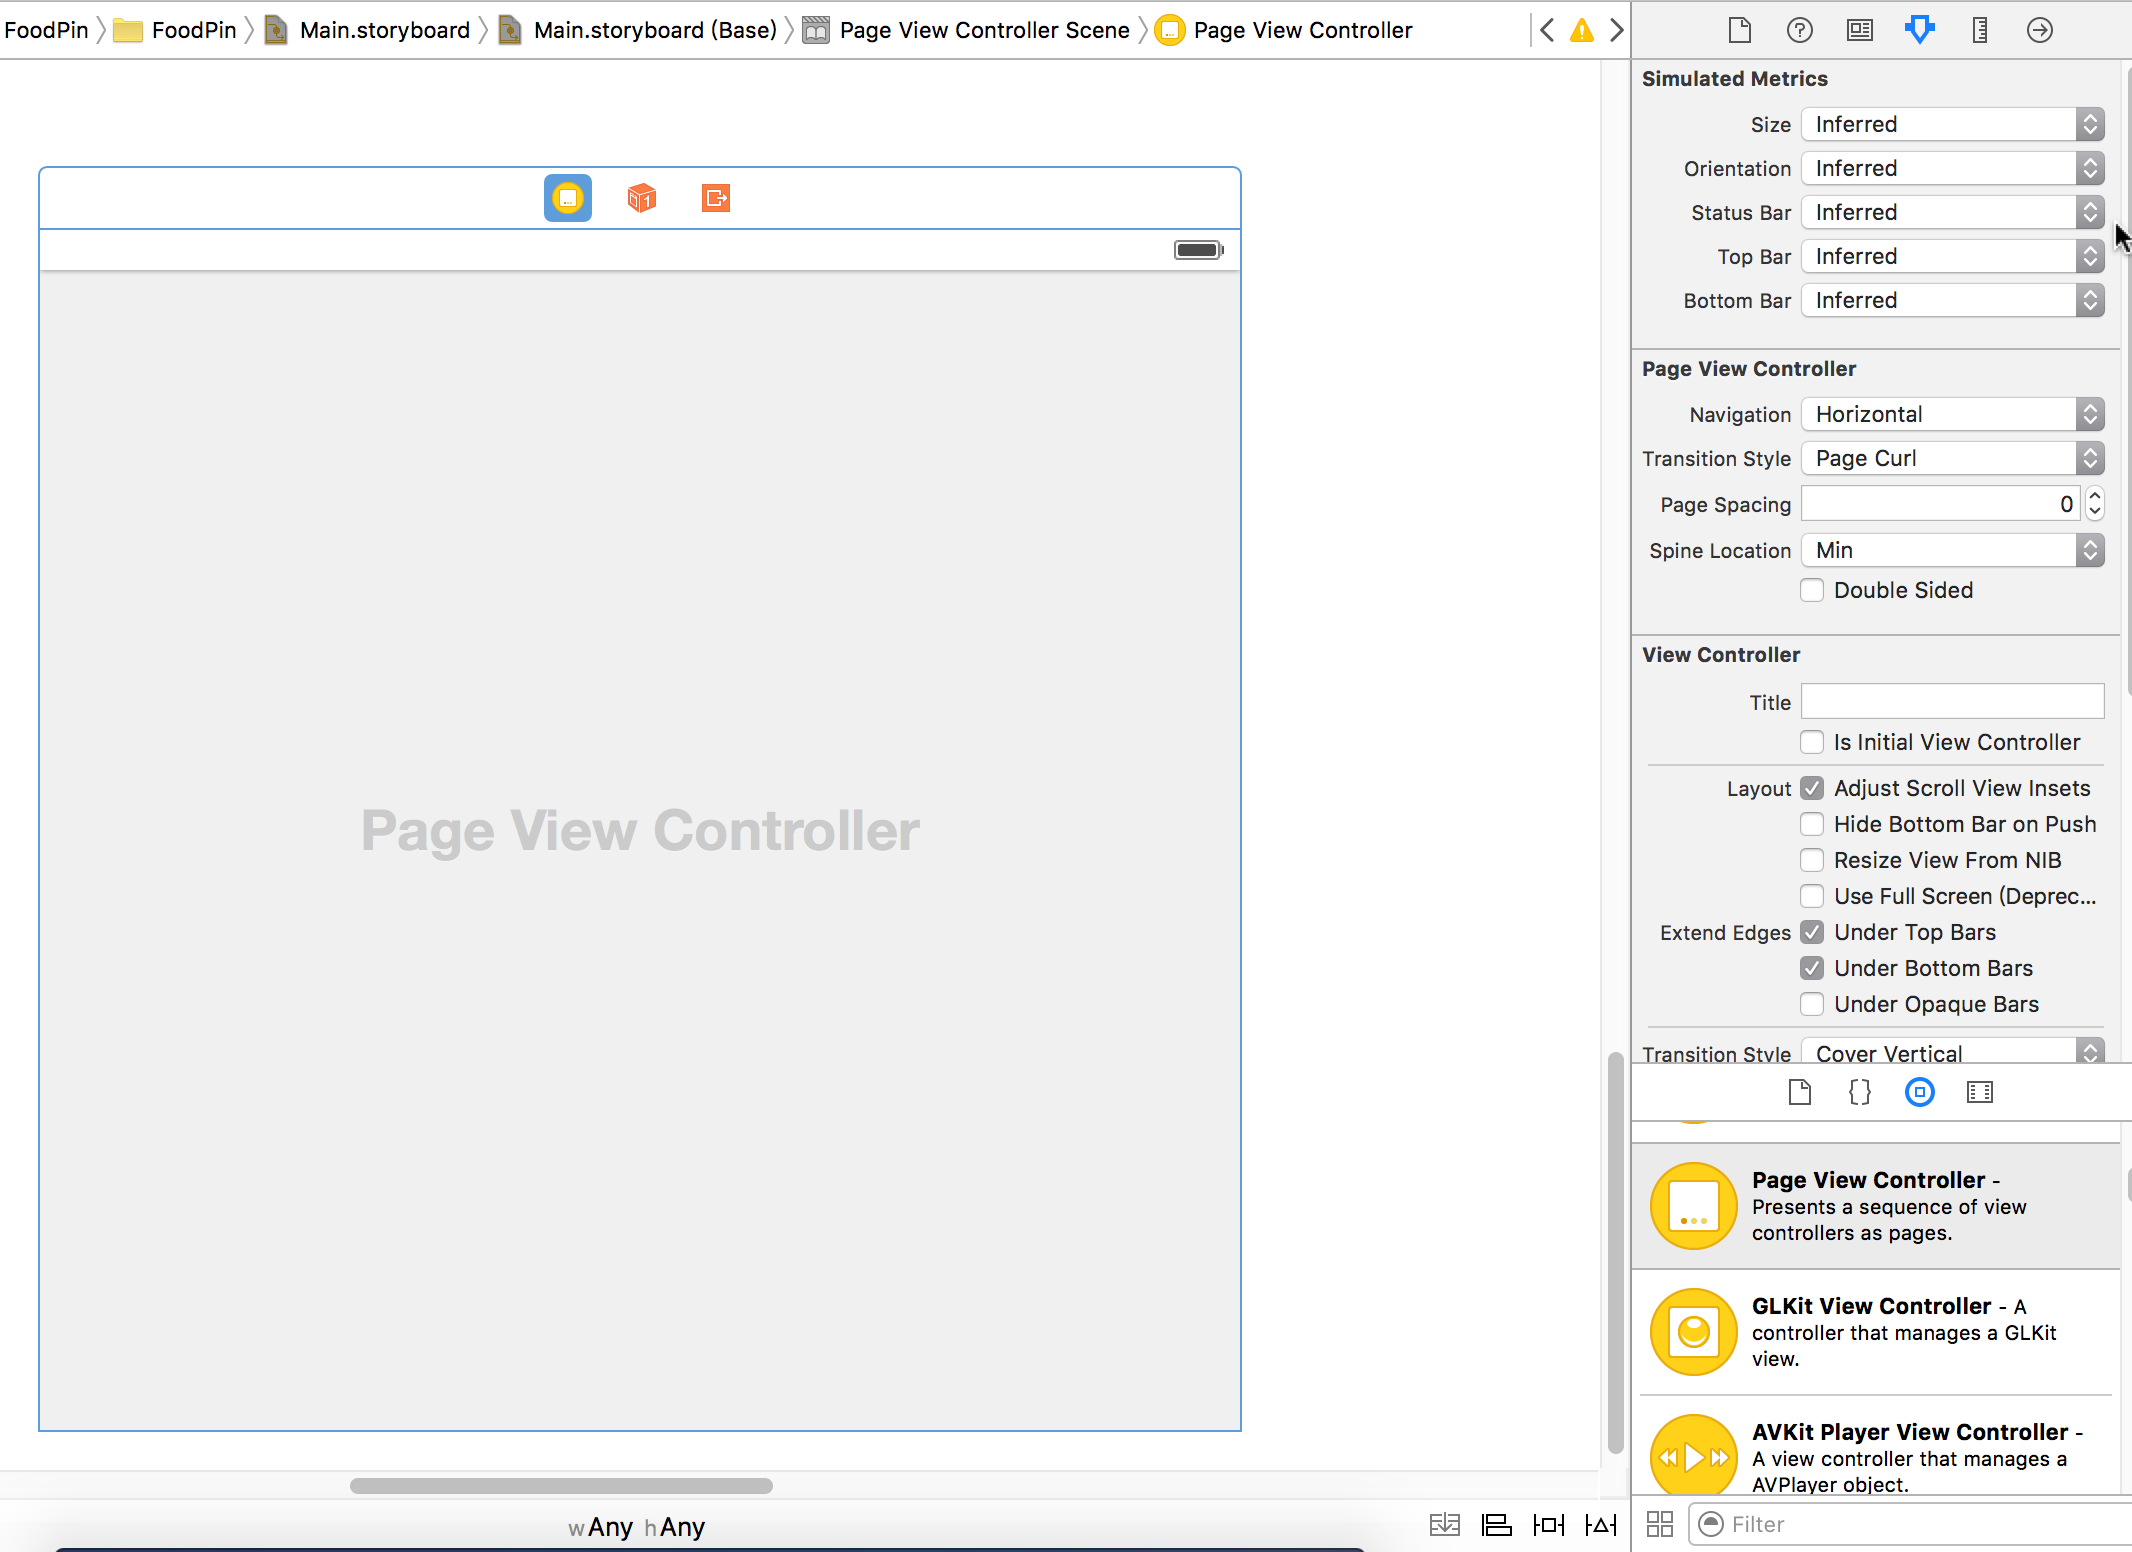 FoodPin FoodPin Main.storyboard Main.storyboard (Base) Page View Controller Scene Page View Controller
Page View Controller
wAny hAny
Simulated Metrics
Size Inferred
Orientation Inferred
Status Bar Inferred
Top Bar Inferred
Bottom Bar Inferred
Page View Controller
Navigation Horizontal
Transition Style Page Curl
Page Spacing 0
Spine Location Min
Double Sided
View Controller
Title
Is Initial View Controller
Layout Adjust Scroll View Insets
Hide Bottom Bar on Push
Resize View From NIB
Use Full Screen (Deprec...
Extend Edges Under Top Bars
Under Bottom Bars
Under Opaque Bars
Transition Style Cover Vertical
Page View Controller -
Presents a sequence of view
controllers as pages.
GLKit View Controller - A
controller that manages a GLKit
view.
AVKit Player View Controller -
A view controller that manages a
AVPlayer object.
Filter